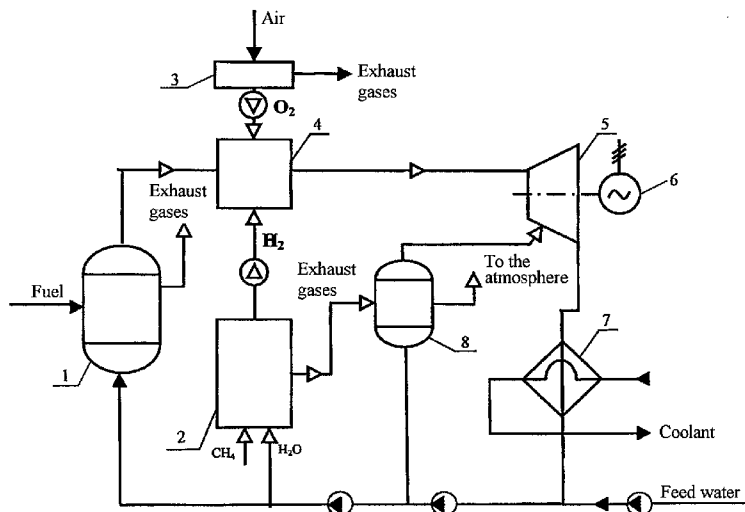 Air
3
Exhaust
gases
O₂
4
5
6
Exhaust
gases
H₂
Fuel
Exhaust
gases
To the
atmosphere
1
2
8
7
CH₄
H₂O
Coolant
Feed water